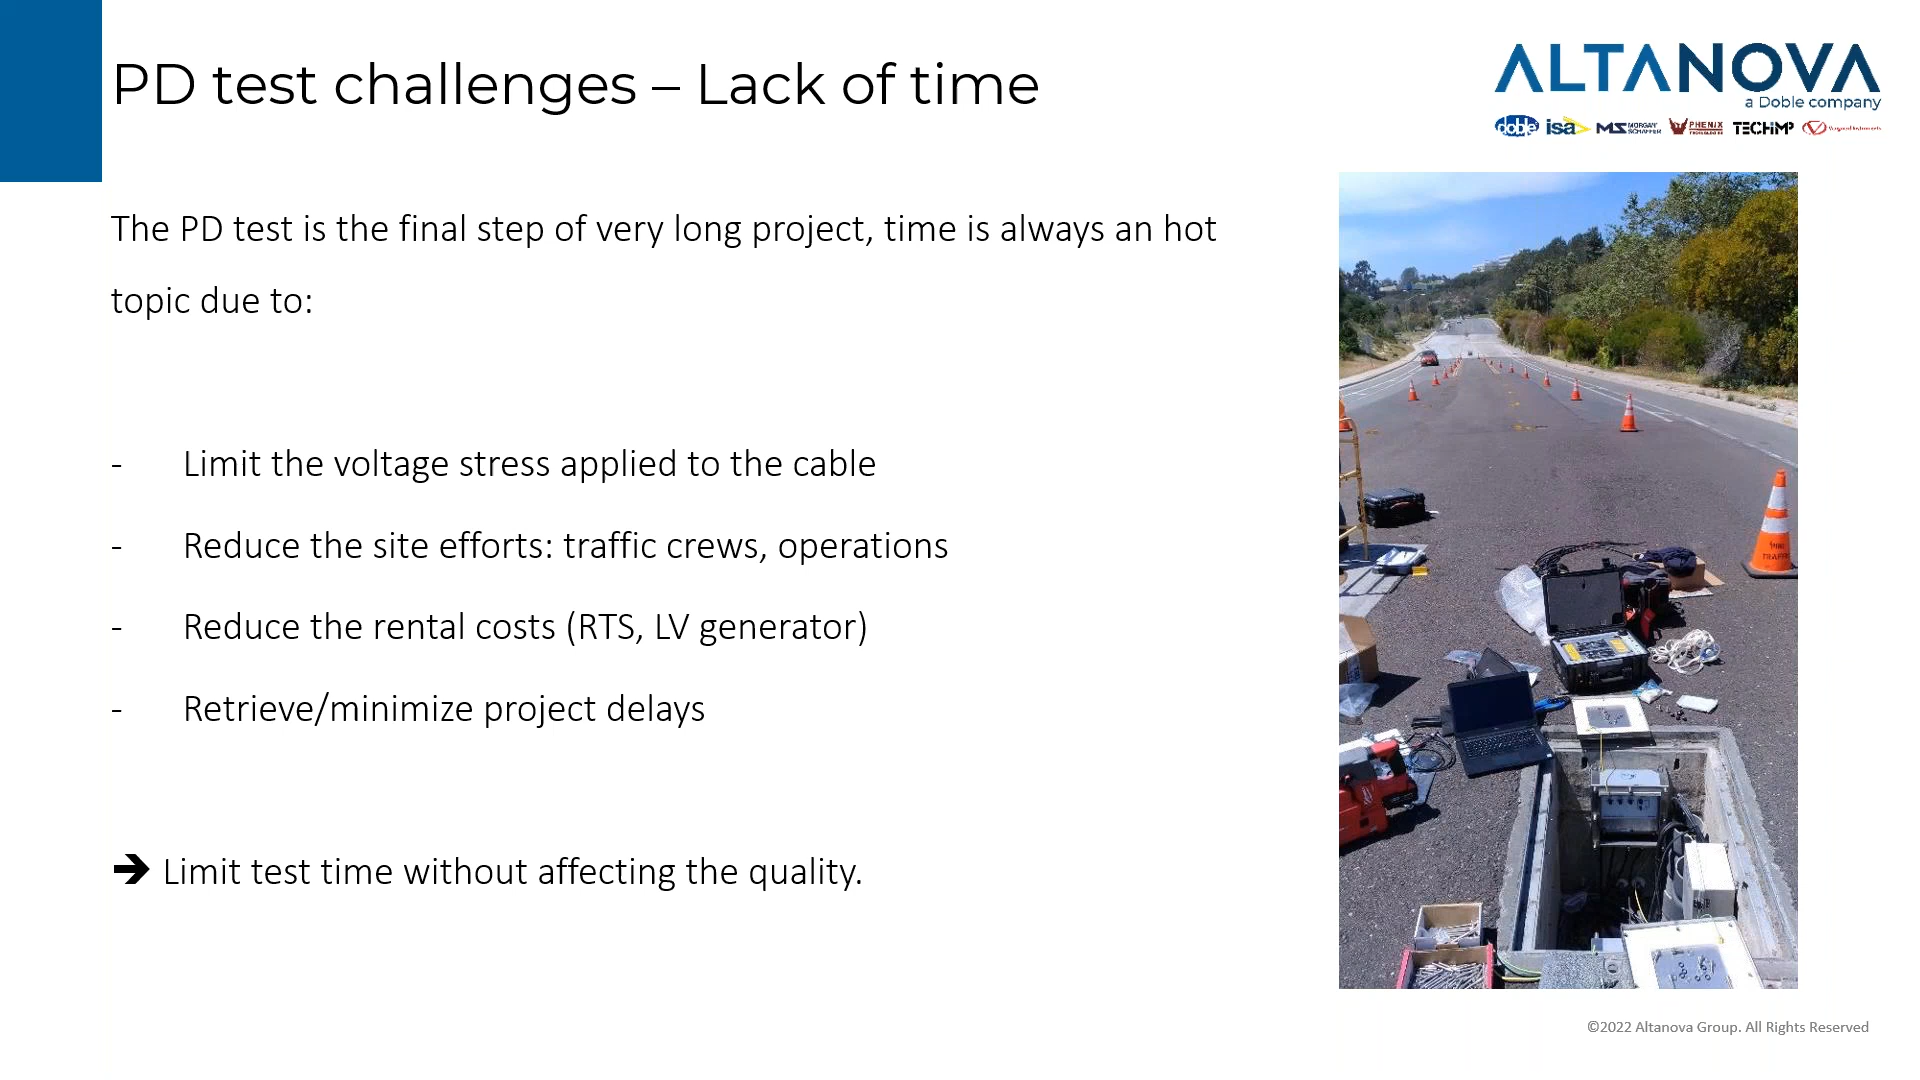 PD test challenges – Lack of time
ALTANOVA
a Doble company
doble isa MS MORGAN SCHAFFER PHENIX TECHNOLOGIES TECHIMP Vanguard Instruments
The PD test is the final step of very long project, time is always an hot
topic due to:
- Limit the voltage stress applied to the cable
- Reduce the site efforts: traffic crews, operations
- Reduce the rental costs (RTS, LV generator)
- Retrieve/minimize project delays
🡺 Limit test time without affecting the quality.
©2022 Altanova Group. All Rights Reserved